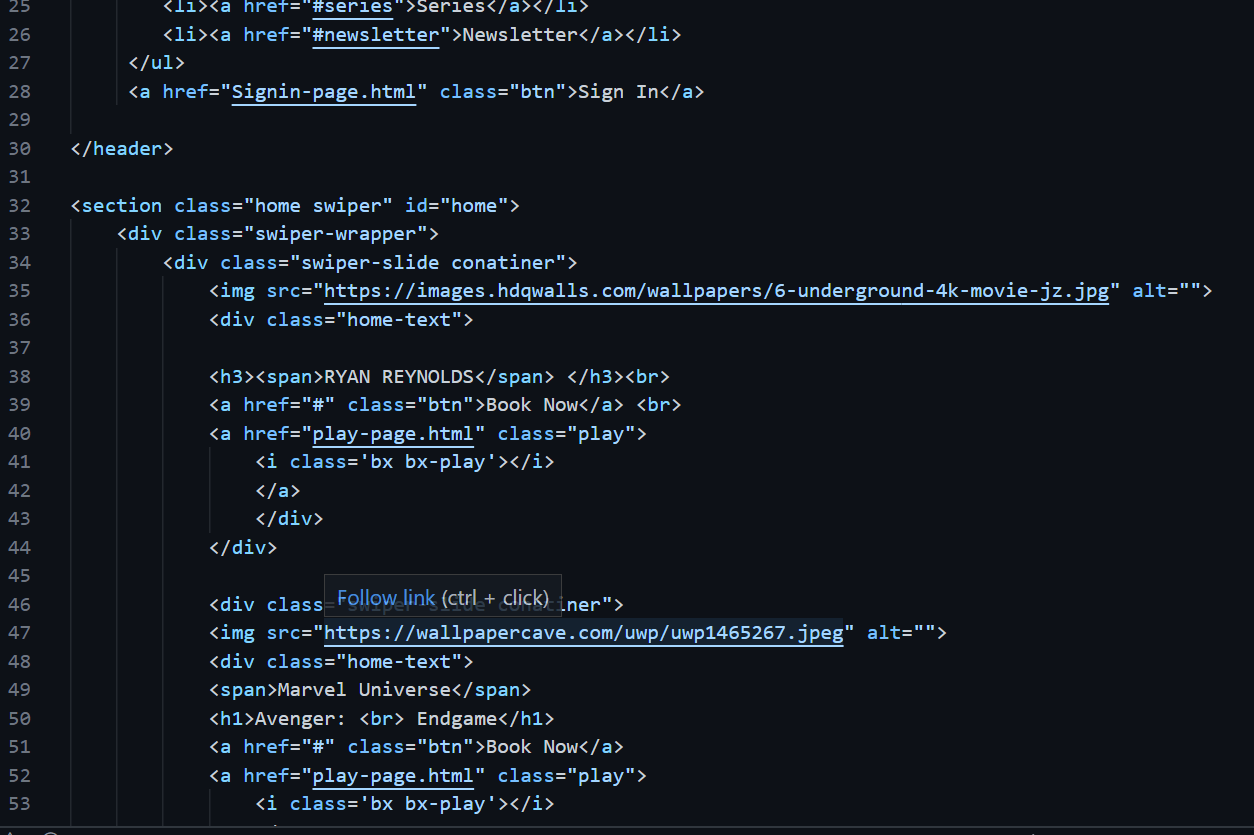 25 <li><a href="#series">Series</a></li>
26 <li><a href="#newsletter">Newsletter</a></li>
27 </ul>
28 <a href="Signin-page.html" class="btn">Sign In</a>
29
30 </header>
31
32 <section class="home swiper" id="home">
33 <div class="swiper-wrapper">
34 <div class="swiper-slide conatiner">
35 <img src="https://images.hdqwalls.com/wallpapers/6-underground-4k-movie-jz.jpg" alt="">
36 <div class="home-text">
37
38 <h3><span>RYAN REYNOLDS</span> </h3><br>
39 <a href="#" class="btn">Book Now</a> <br>
40 <a href="play-page.html" class="play">
41 <i class='bx bx-play'></i>
42 </a>
43 </div>
44 </div>
45
Follow link (ctrl + click)
46 <div class="swiper-slide conatiner">
47 <img src="https://wallpapercave.com/uwp/uwp1465267.jpeg" alt="">
48 <div class="home-text">
49 <span>Marvel Universe</span>
50 <h1>Avenger: <br> Endgame</h1>
51 <a href="#" class="btn">Book Now</a>
52 <a href="play-page.html" class="play">
53 <i class='bx bx-play'></i>